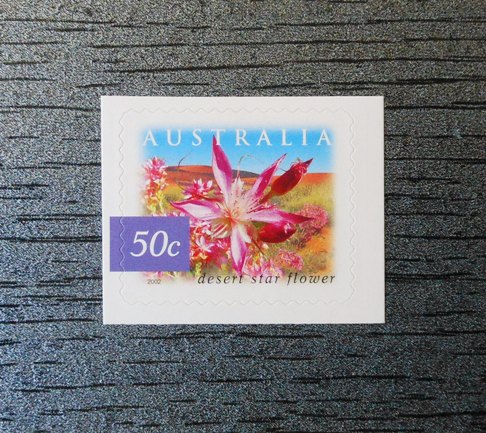 AUSTRALIA
50c
2002
desert star flower